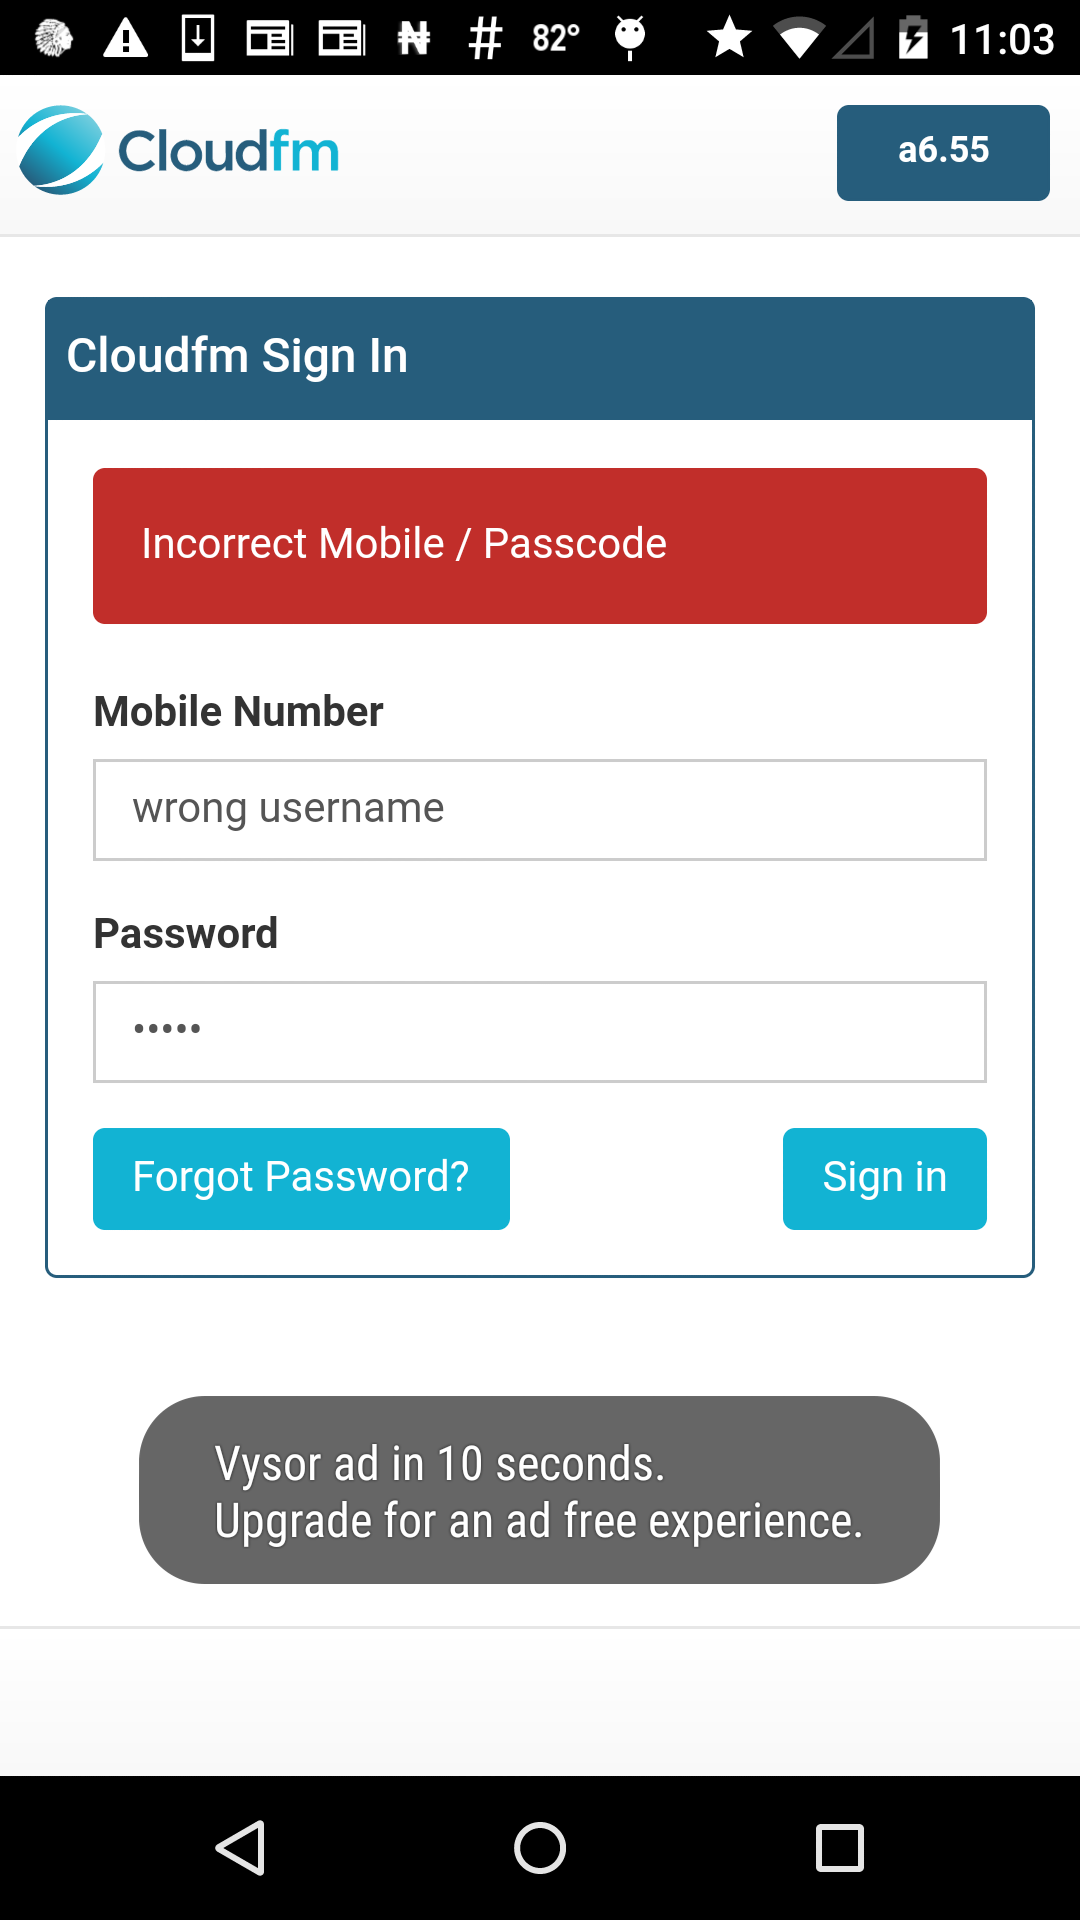 82° 11:03
Cloudfm
a6.55
Cloudfm Sign In
Incorrect Mobile / Passcode
Mobile Number
wrong username
Password
•••••
Forgot Password?
Sign in
Vysor ad in 10 seconds.
Upgrade for an ad free experience.